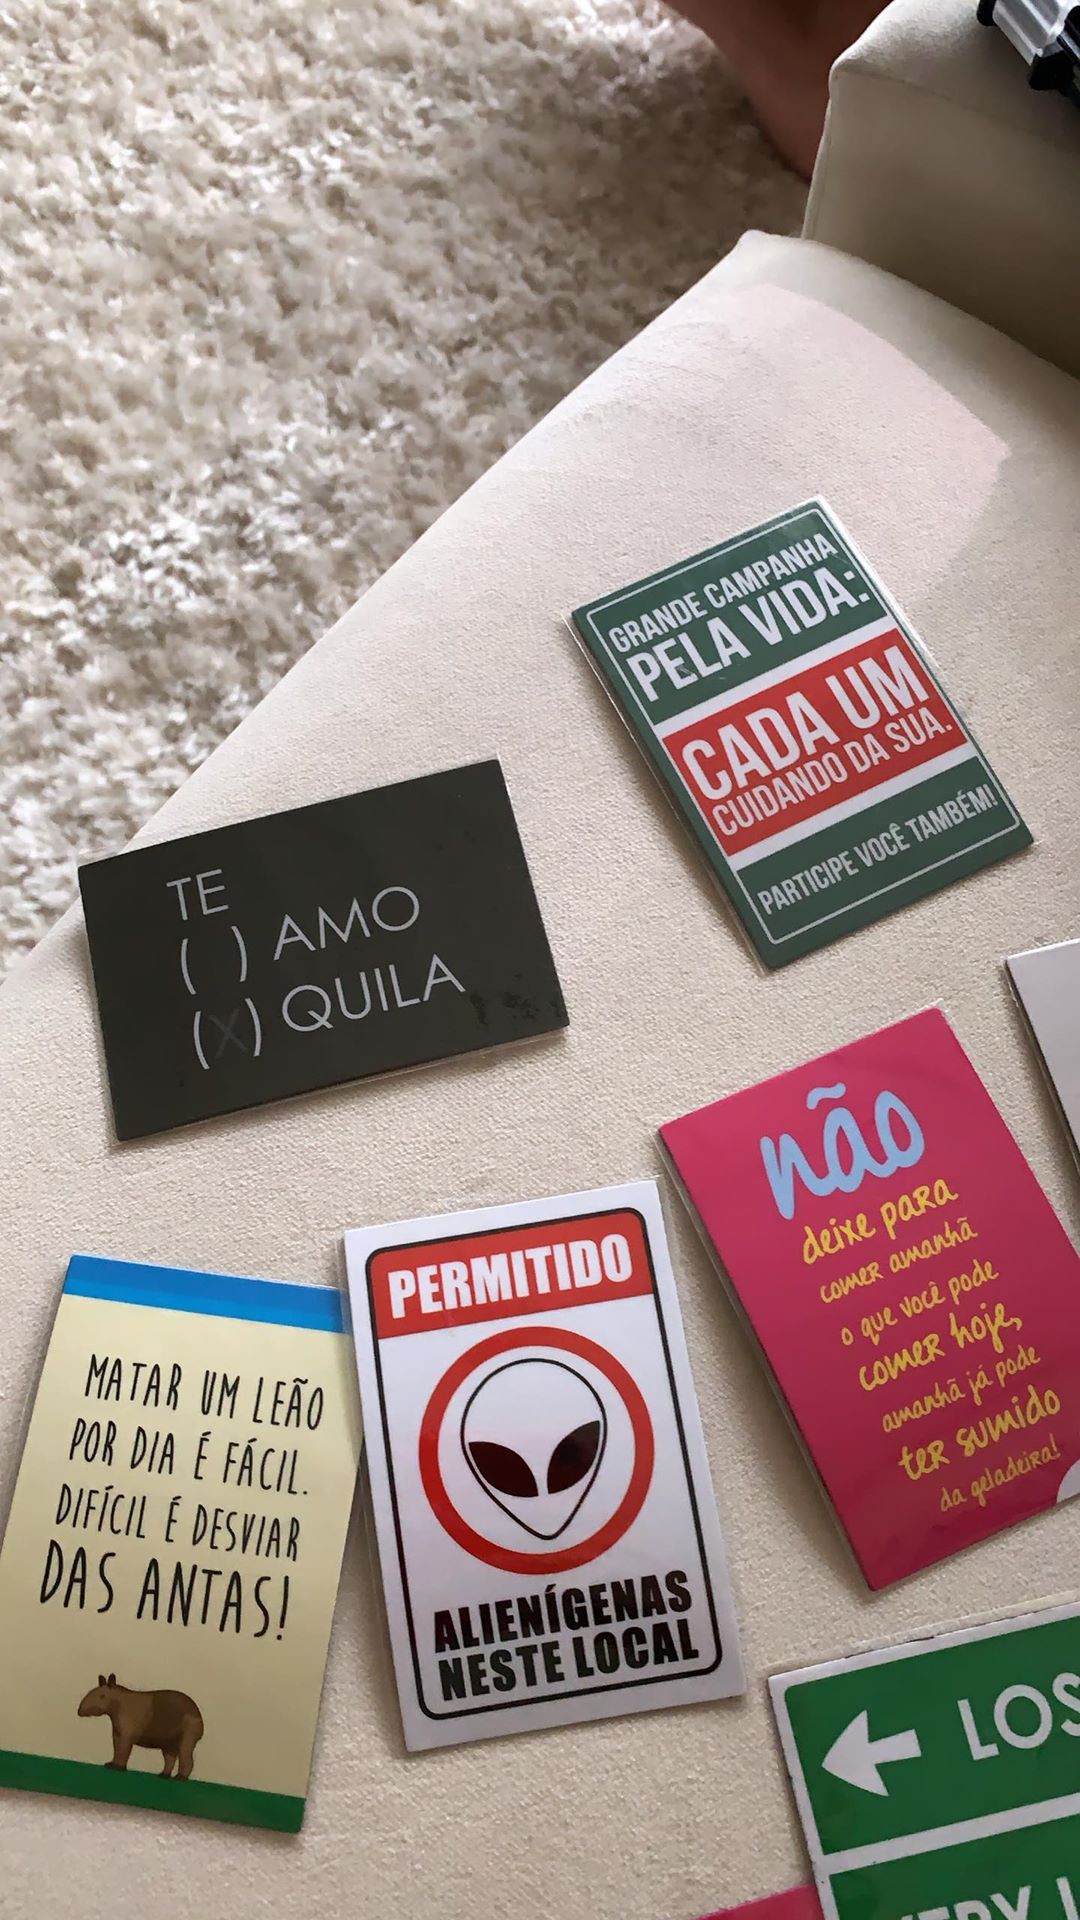 GRANDE CAMPANHA
PELA VIDA:
CADA UM
CUIDANDO DA SUA.
PARTICIPE VOCÊ TAMBÉM!
TE
( ) AMO
(X) QUILA
não
deixe para
comer amanhã
o que você pode
comer hoje,
amanhã já pode
ter sumido
da geladeira!
PERMITIDO
ALIENÍGENAS
NESTE LOCAL
MATAR UM LEÃO
POR DIA É FÁCIL.
DIFÍCIL É DESVIAR
DAS ANTAS!
LOS